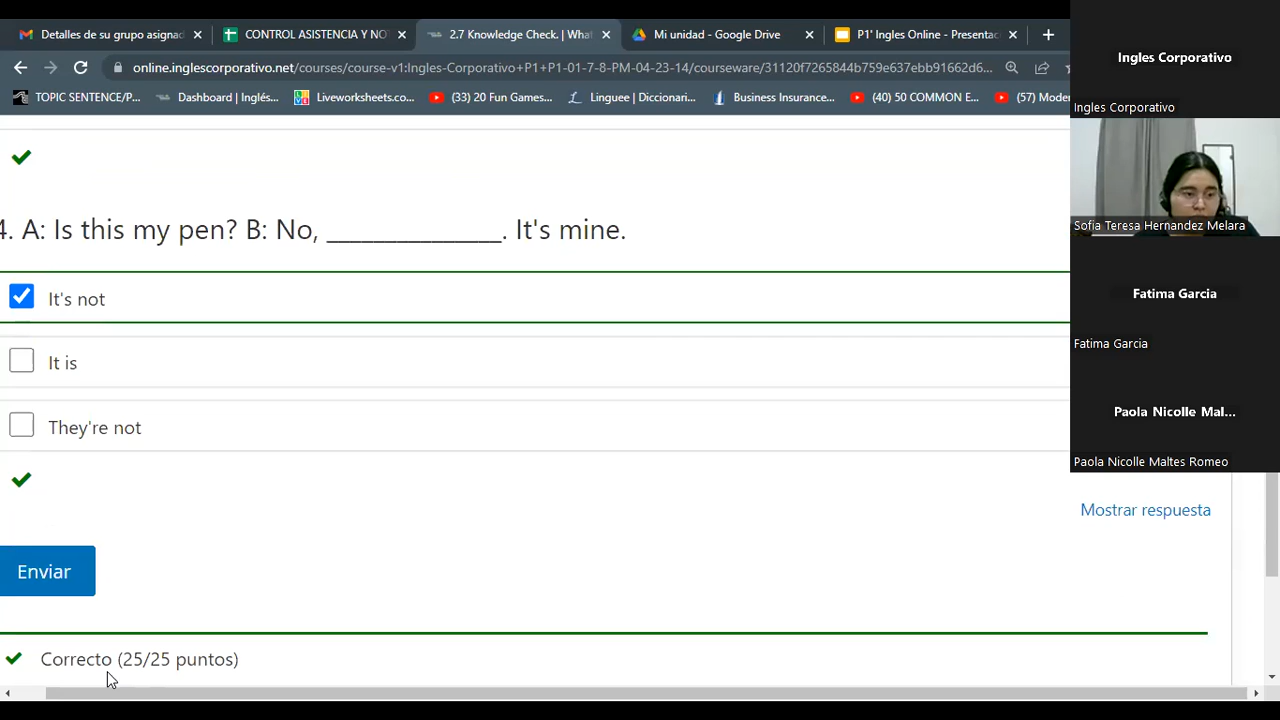 Detalles de su grupo asignad
CONTROL ASISTENCIA Y NO
2.7 Knowledge Check. | What
Mi unidad - Google Drive
P1' Ingles Online - Presentac
online.inglescorporativo.net/courses/course-v1:Ingles-Corporativo+P1+P1-01-7-8-PM-04-23-14/courseware/31120f7265844b759e637ebb91662d6...
TOPIC SENTENCE/P...
Dashboard | Inglés...
Liveworksheets.co...
(33) 20 Fun Games...
Linguee | Diccionari...
Business Insurance...
(40) 50 COMMON E...
(57) Moder
4. A: Is this my pen? B: No, _______________. It's mine.
It's not
It is
They're not
Mostrar respuesta
Enviar
Correcto (25/25 puntos)
Ingles Corporativo
Ingles Corporativo
Sofia Teresa Hernandez Melara
Fatima Garcia
Fatima Garcia
Paola Nicolle Mal...
Paola Nicolle Maltes Romeo